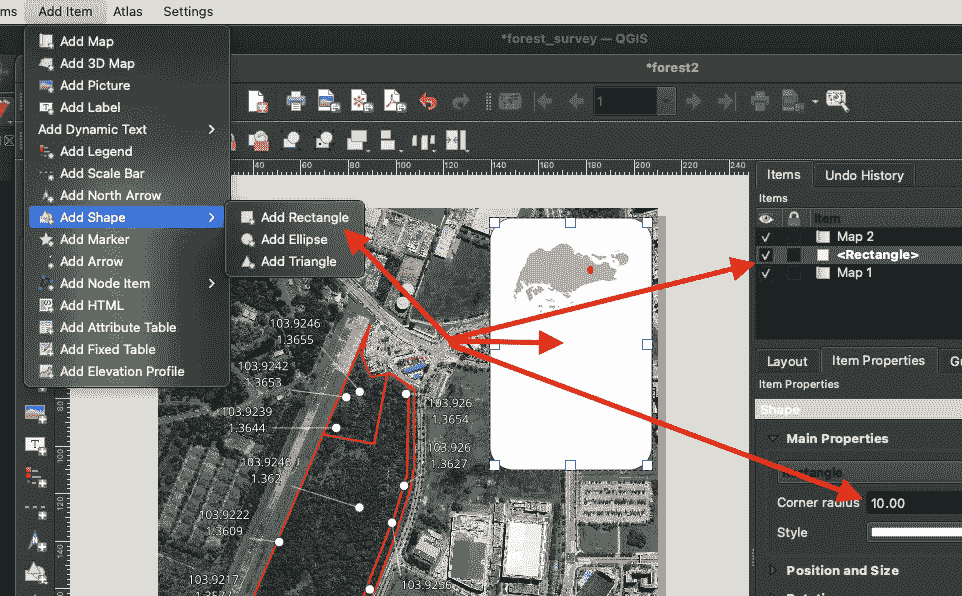 ms Add Item Atlas Settings
*forest_survey — QGIS
*forest2
Add Map
Add 3D Map
Add Picture
Add Label
Add Dynamic Text
Add Legend
Add Scale Bar
Add North Arrow
Add Shape
Add Marker
Add Arrow
Add Node Item
Add HTML
Add Attribute Table
Add Fixed Table
Add Elevation Profile
Add Rectangle
Add Ellipse
Add Triangle
1
40 60 80 100 120 140 160 180 200 220 240
80
100
120
140
103.9246
1.3655
103.9242
1.3653
103.9239
1.3644
103.9248
1.362
103.9222
1.3609
103.9217
103.926
1.3654
103.926
1.3627
103.9256
Items Undo History
Items
Item
Map 2
<Rectangle>
Map 1
Layout Item Properties Gu
Item Properties
Shape
Main Properties
Rectangle
Corner radius 10.00
Style
Position and Size
Rotation